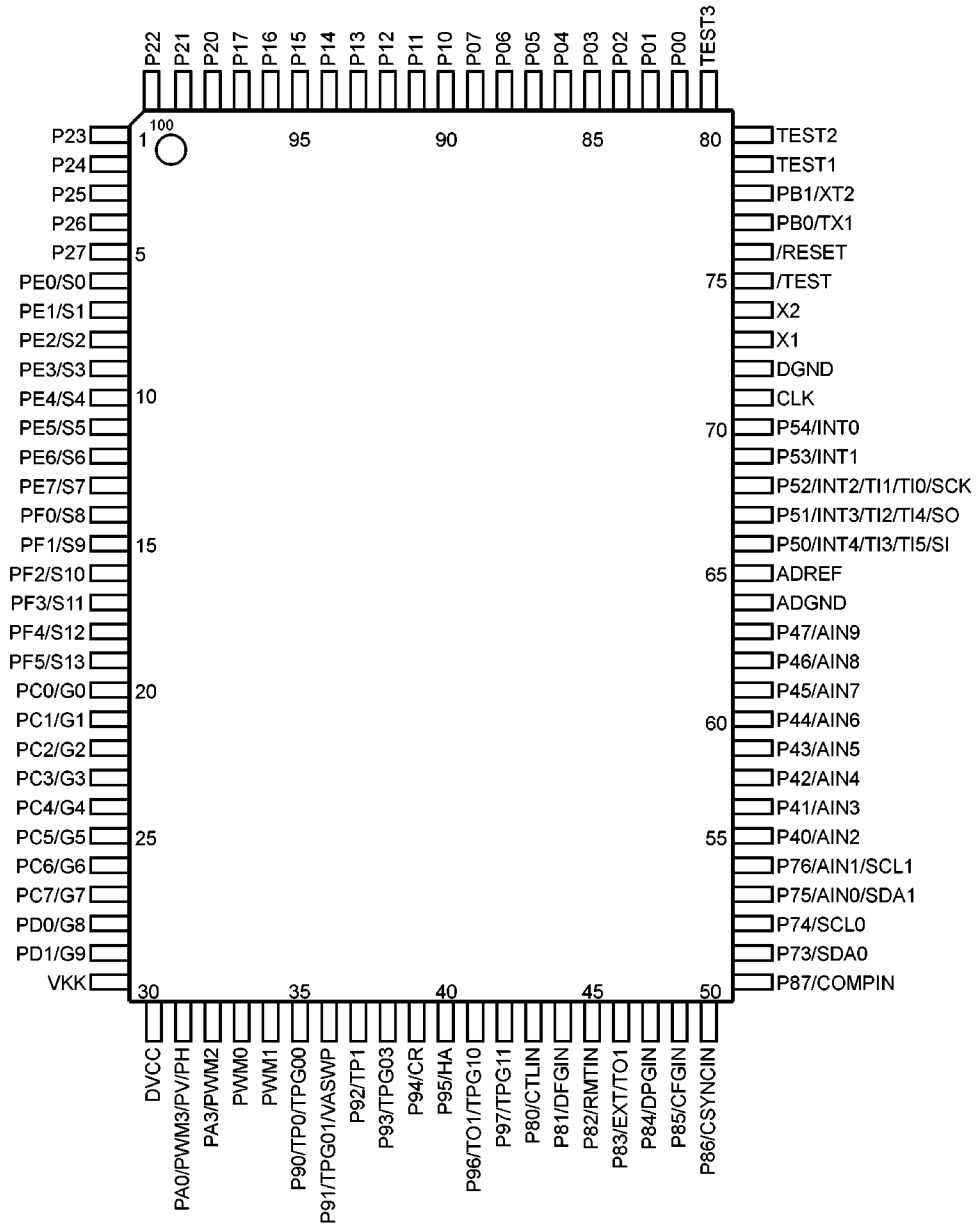 P22
P21
P20
P17
P16
P15
P14
P13
P12
P11
P10
P07
P06
P05
P04
P03
P02
P01
P00
TEST3
100
1
95
90
85
80
P23
P24
P25
P26
P27
5
PE0/S0
PE1/S1
PE2/S2
PE3/S3
PE4/S4
10
PE5/S5
PE6/S6
PE7/S7
PF0/S8
PF1/S9
15
PF2/S10
PF3/S11
PF4/S12
PF5/S13
PC0/G0
20
PC1/G1
PC2/G2
PC3/G3
PC4/G4
PC5/G5
25
PC6/G6
PC7/G7
PD0/G8
PD1/G9
VKK
TEST2
TEST1
PB1/XT2
PB0/TX1
/RESET
75
/TEST
X2
X1
DGND
CLK
70
P54/INT0
P53/INT1
P52/INT2/TI1/TI0/SCK
P51/INT3/TI2/TI4/SO
P50/INT4/TI3/TI5/SI
65
ADREF
ADGND
P47/AIN9
P46/AIN8
P45/AIN7
60
P44/AIN6
P43/AIN5
P42/AIN4
P41/AIN3
55
P40/AIN2
P76/AIN1/SCL1
P75/AIN0/SDA1
P74/SCL0
P73/SDA0
P87/COMPIN
30
35
40
45
50
DVCC
PA0/PWM3/PV/PH
PA3/PWM2
PWM0
PWM1
P90/TP0/TPG00
P91/TPG01/VASWP
P92/TP1
P93/TPG03
P94/CR
P95/HA
P96/TO1/TPG10
P97/TPG11
P80/CTLIN
P81/DFGIN
P82/RMTIN
P83/EXT/TO1
P84/DPGIN
P85/CFGIN
P86/CSYNCIN